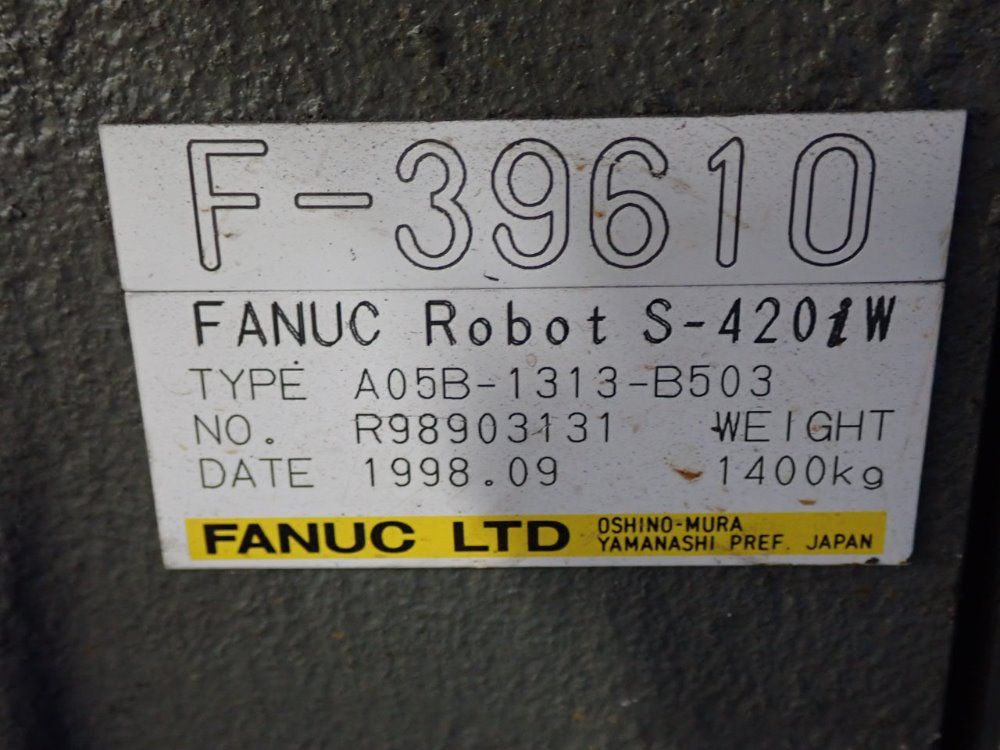 F-39610
FANUC Robot S-420iW
TYPE A05B-1313-B503
NO. R98903131 WEIGHT
DATE 1998.09 1400kg
FANUC LTD OSHINO-MURA
YAMANASHI PREF. JAPAN